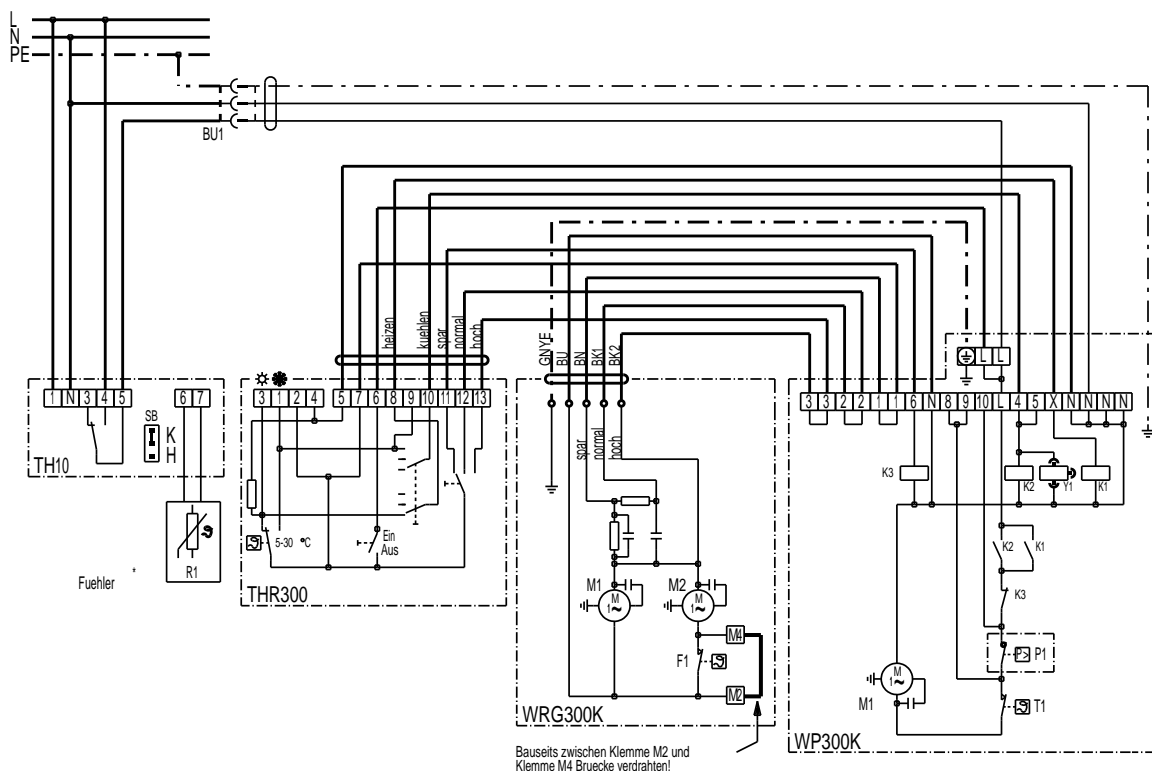 L
N
PE
BU1
heizen
kuehlen
spar
normal
hoch
GNYE
BU
BN
BK1
BK2
L L
1 N 3 4 5
6 7
3 1 2 4
5 7 6 8 9 10 11 12 13
3 3 2 2 1 1 6 N 8 9 10 L 4 5 X N N N N
SB
K
H
TH10
spar
normal
hoch
K3
K2
Y1
K1
R1
5-30 °C
Ein
Aus
Fuehler *
THR300
M1
M
1~
M2
M
1~
F1
M4
M2
WRG300K
K2
K1
K3
P>
P1
M
1~
M1
T1
WP300K
Bauseits zwischen Klemme M2 und
Klemme M4 Bruecke verdrahten!